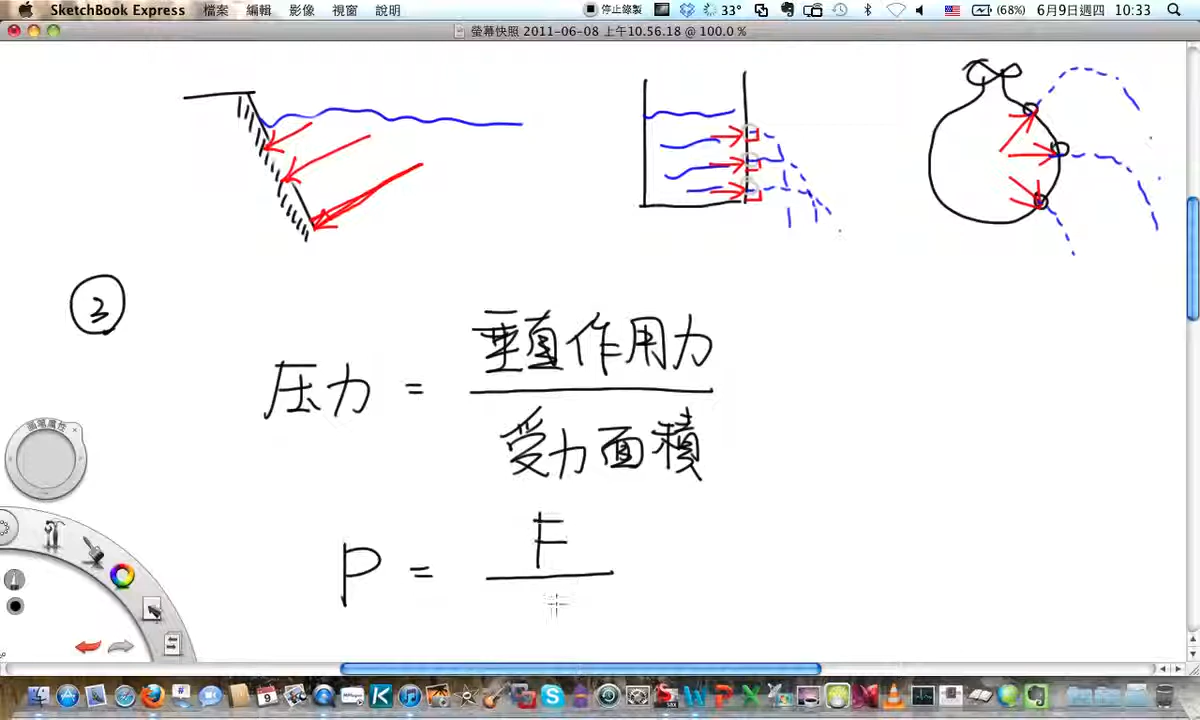 SketchBook Express 檔案 編輯 影像 視窗 說明 停止錄製 33° (68%) 6月9日週四 10:33
螢幕快照 2011-06-08 上午10.56.18 @ 100.0 %
3
垂直作用力
压力 =
受力面積
F
P =